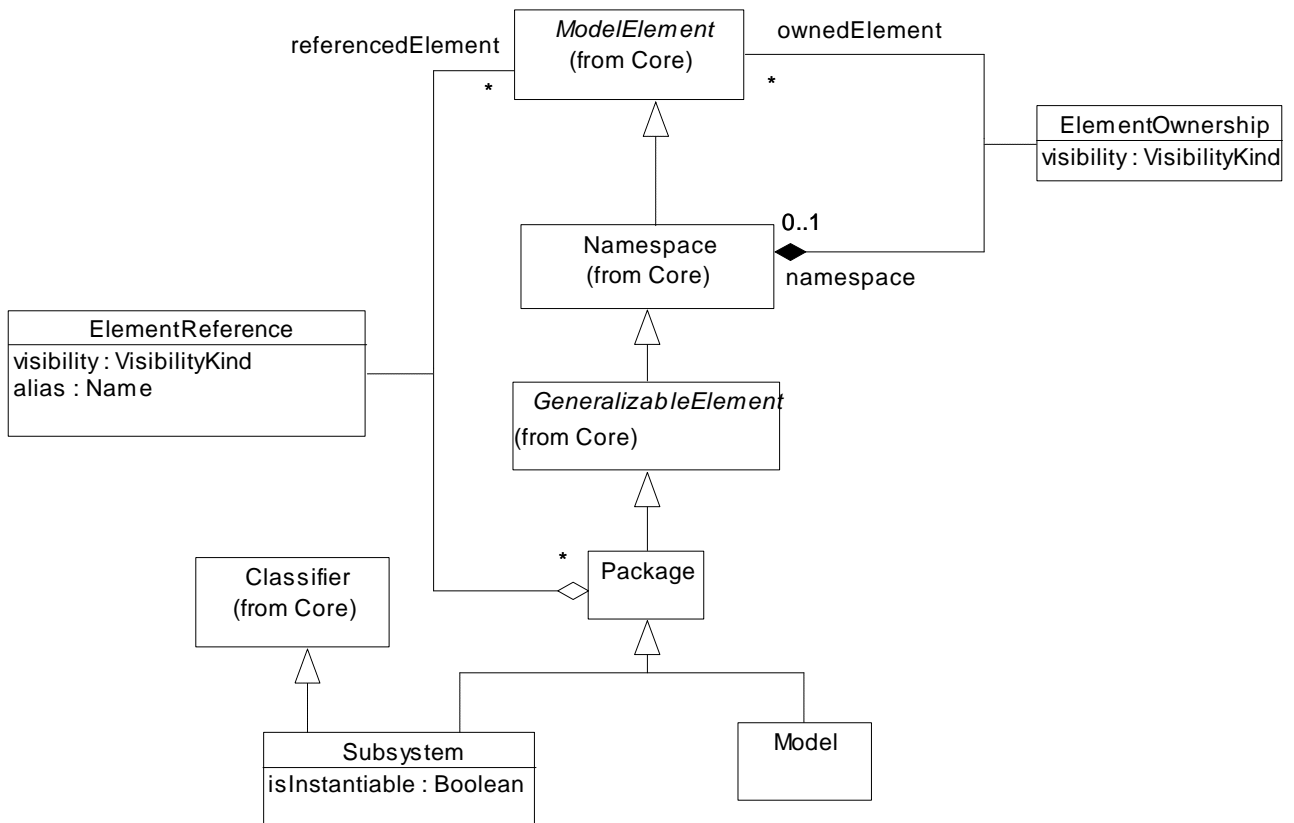 ModelElement
(from Core)
referencedElement
*
ownedElement
*
ElementOwnership
visibility : VisibilityKind
Namespace
(from Core)
0..1
namespace
ElementReference
visibility : VisibilityKind
alias : Name
GeneralizableElement
(from Core)
*
Package
Classifier
(from Core)
Subsystem
isInstantiable : Boolean
Model